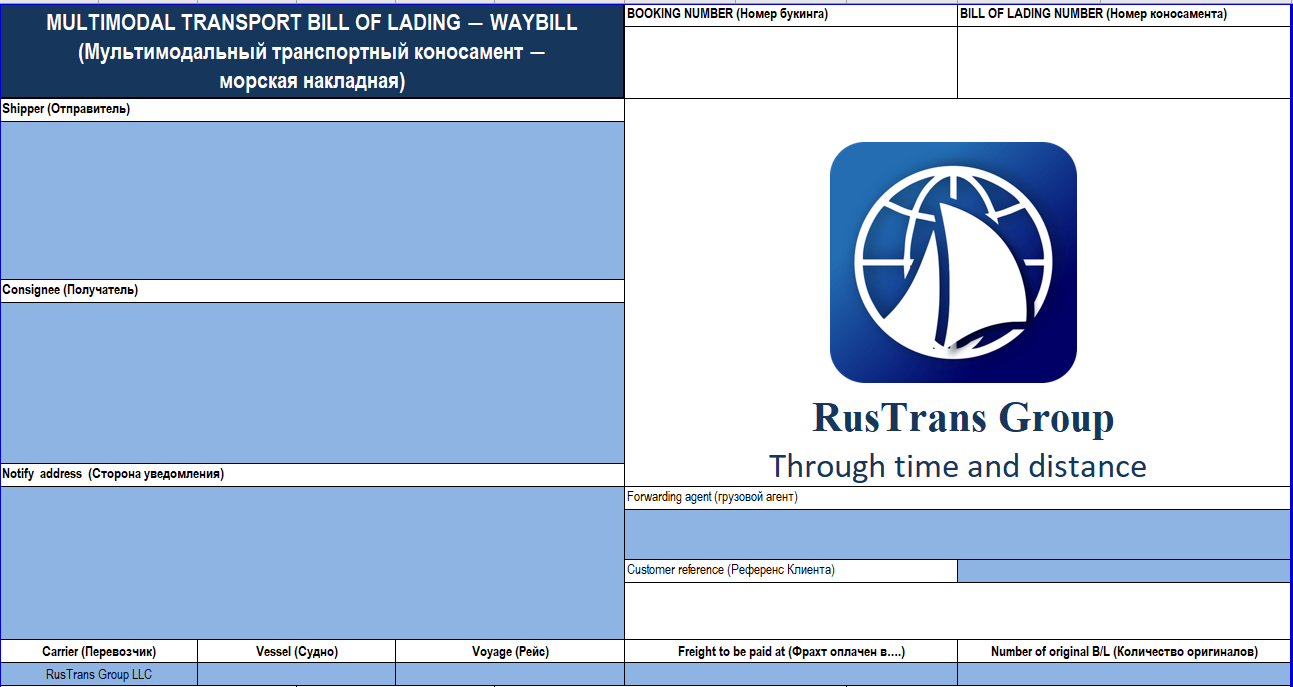 MULTIMODAL TRANSPORT BILL OF LADING — WAYBILL
(Мультимодальный транспортный коносамент —
морская накладная)
BOOKING NUMBER (Номер букинга)
BILL OF LADING NUMBER (Номер коносамента)
Shipper (Отправитель)
Consignee (Получатель)
RusTrans Group
Through time and distance
Notify address (Сторона уведомления)
Forwarding agent (грузовой агент)
Customer reference (Референс Клиента)
Carrier (Перевозчик)
Vessel (Судно)
Voyage (Рейс)
Freight to be paid at (Фрахт оплачен в....)
Number of original B/L (Количество оригиналов)
RusTrans Group LLC